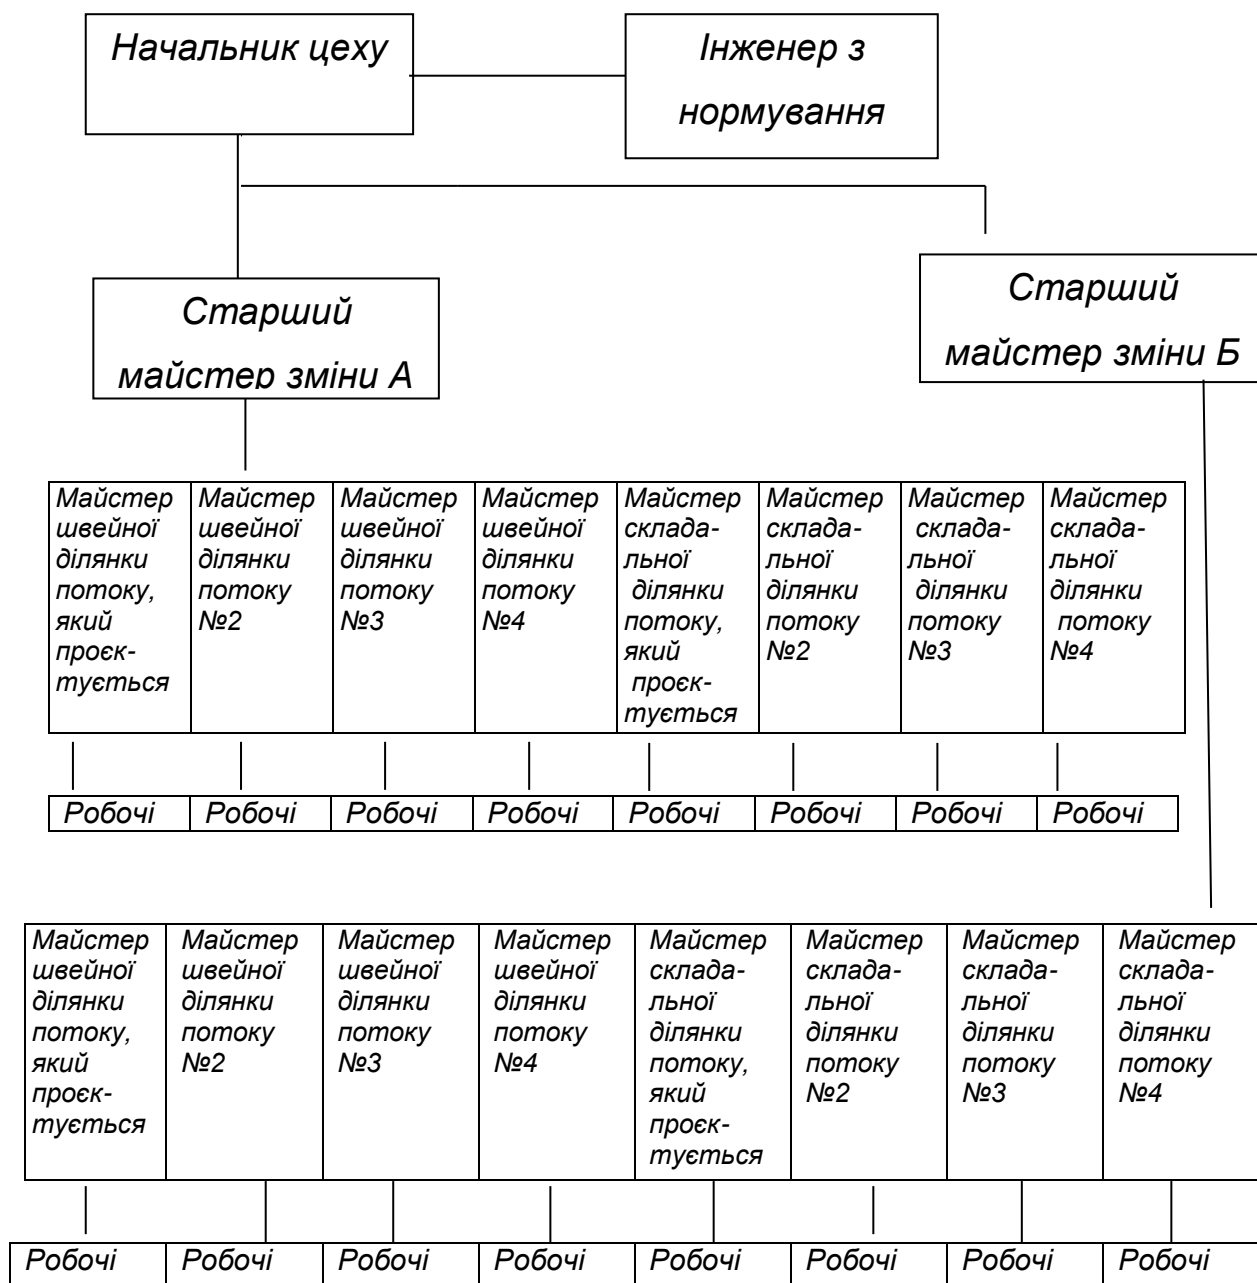 Начальник цеху
Інженер з
нормування
Старший
майстер зміни А
Старший
майстер зміни Б
Майстер
швейної
ділянки
потоку,
який
проєк-
тується
Майстер
швейної
ділянки
потоку
№2
Майстер
швейної
ділянки
потоку
№3
Майстер
швейної
ділянки
потоку
№4
Майстер
склада-
льної
ділянки
потоку,
який
проєк-
тується
Майстер
склада-
льної
ділянки
потоку
№2
Майстер
склада-
льної
ділянки
потоку
№3
Майстер
склада-
льної
ділянки
потоку
№4
Робочі
Робочі
Робочі
Робочі
Робочі
Робочі
Робочі
Робочі
Майстер
швейної
ділянки
потоку,
який
проєк-
тується
Майстер
швейної
ділянки
потоку
№2
Майстер
швейної
ділянки
потоку
№3
Майстер
швейної
ділянки
потоку
№4
Майстер
склада-
льної
ділянки
потоку,
який
проєк-
тується
Майстер
склада-
льної
ділянки
потоку
№2
Майстер
склада-
льної
ділянки
потоку
№3
Майстер
склада-
льної
ділянки
потоку
№4
Робочі
Робочі
Робочі
Робочі
Робочі
Робочі
Робочі
Робочі